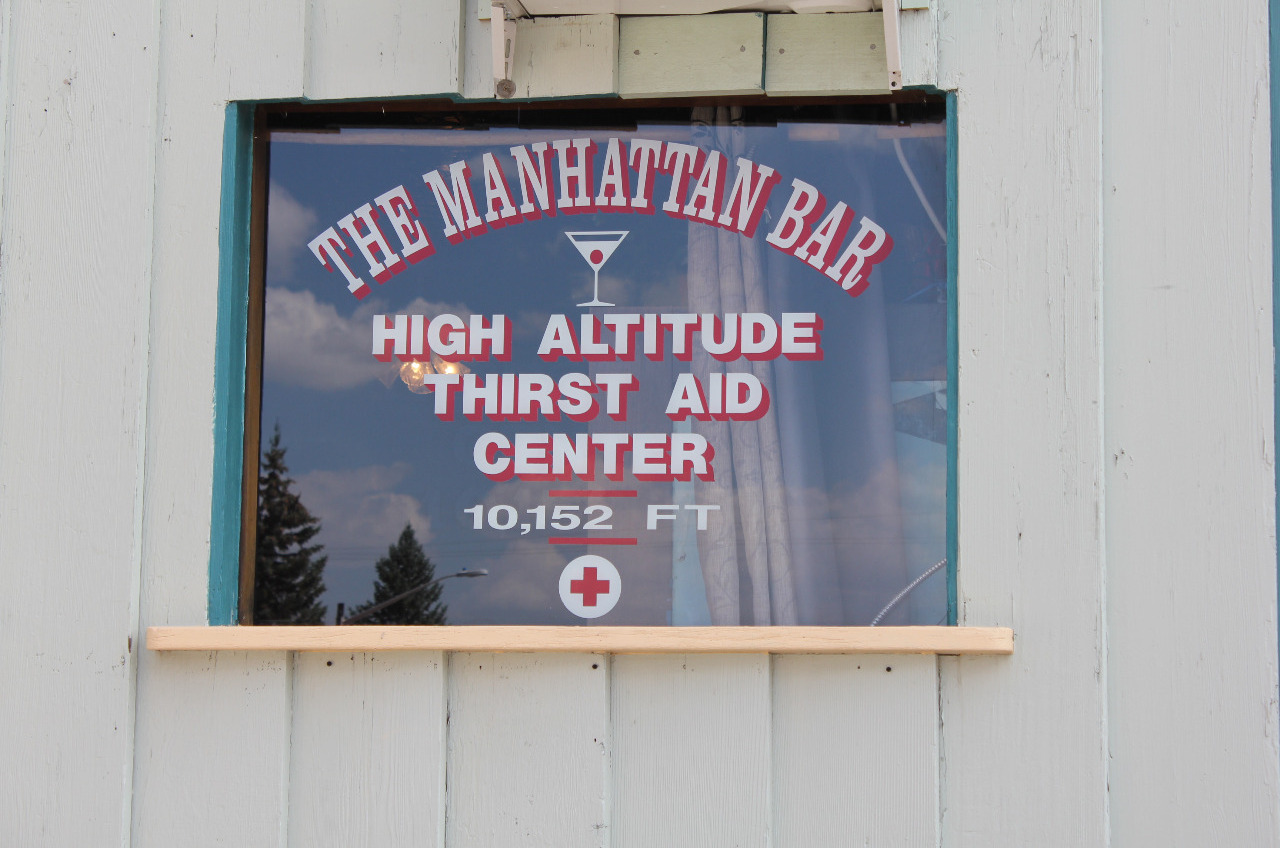 THE MANHATTAN BAR
HIGH ALTITUDE
THIRST AID
CENTER
10,152 FT